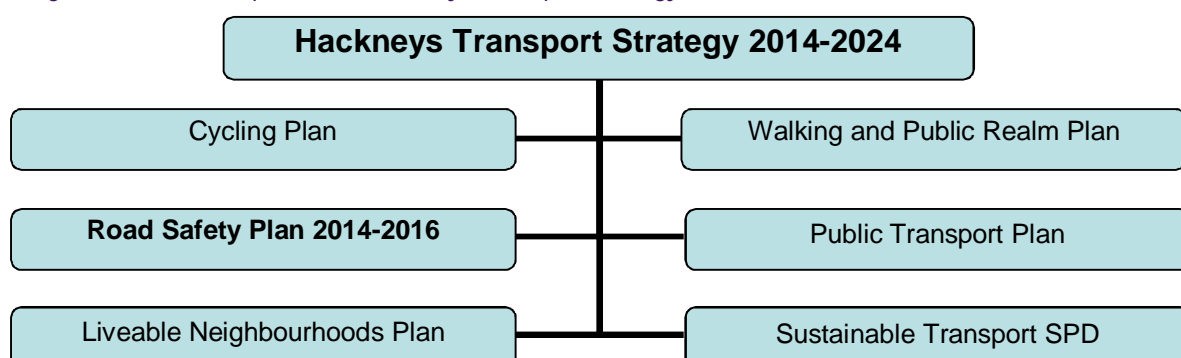 Hackneys Transport Strategy 2014-2024
Cycling Plan
Walking and Public Realm Plan
Road Safety Plan 2014-2016
Public Transport Plan
Liveable Neighbourhoods Plan
Sustainable Transport SPD